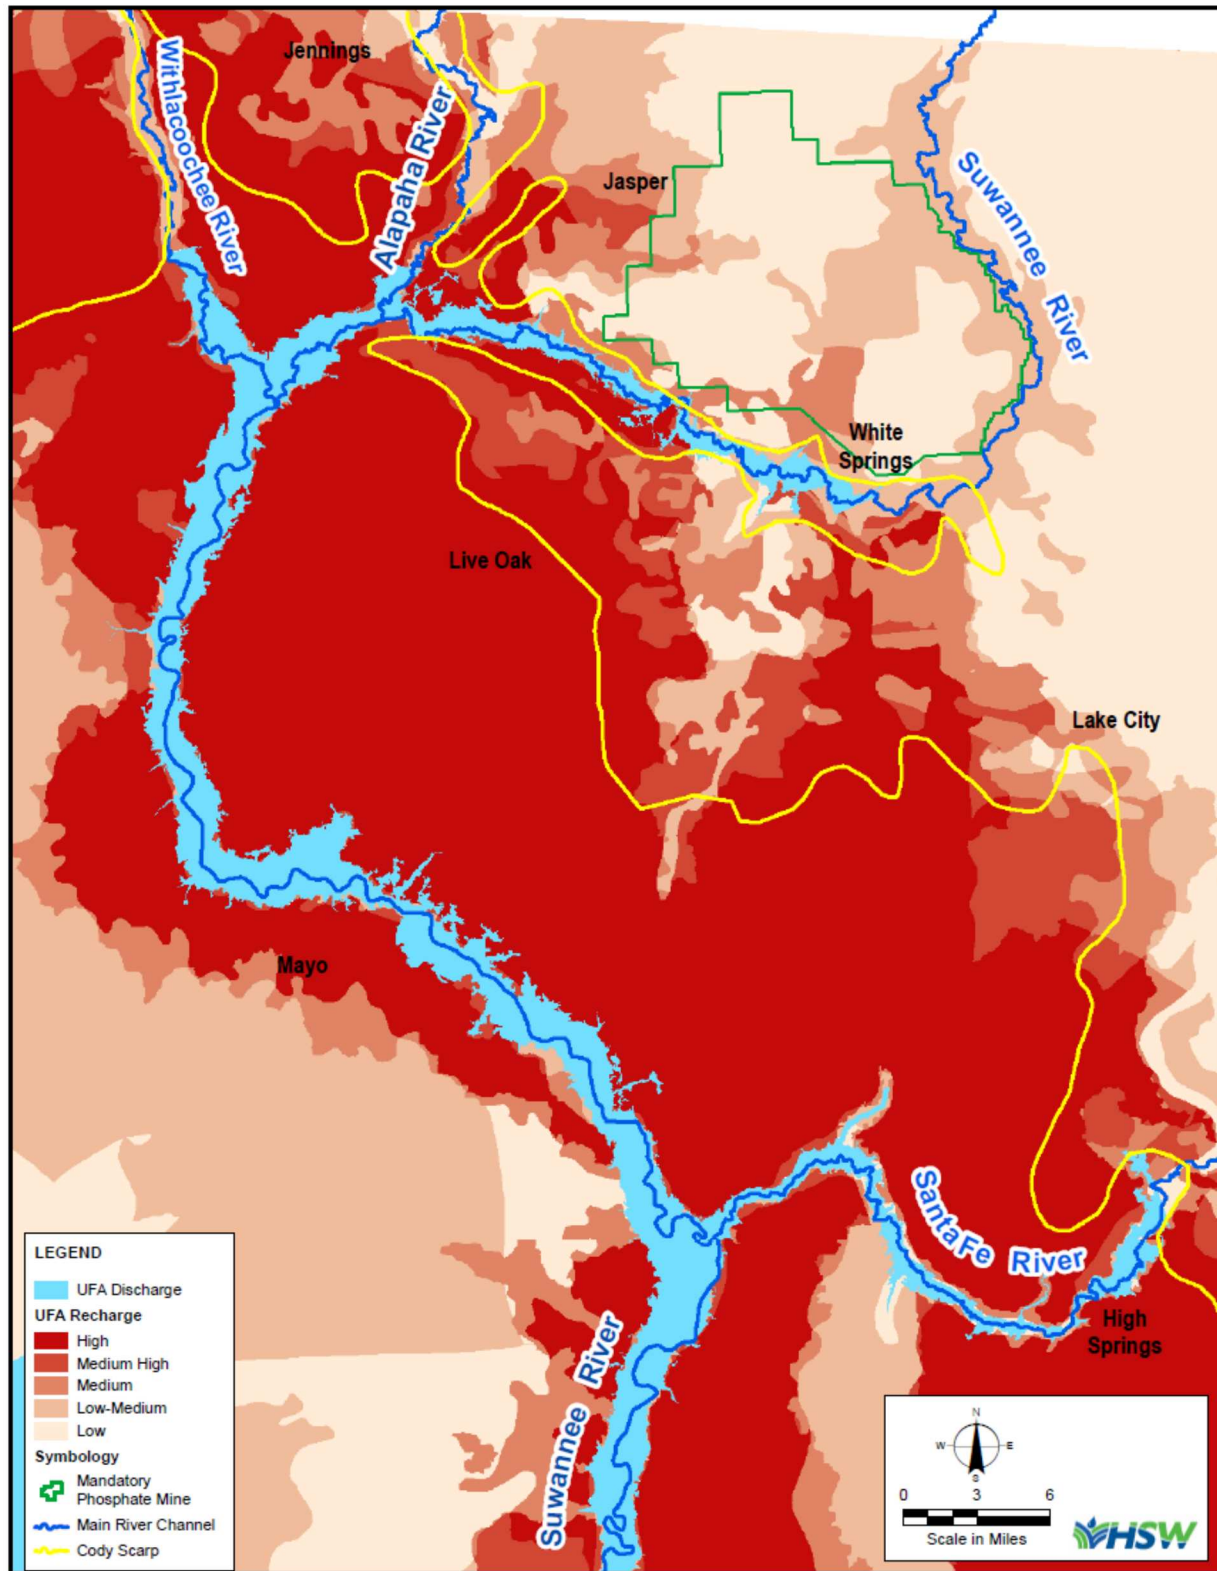 Jennings
Withlacoochee River
Alapaha River
Jasper
Suwannee River
White
Springs
Live Oak
Lake City
Mayo
SantaFe River
High
Springs
Suwannee River
LEGEND
UFA Discharge
UFA Recharge
High
Medium High
Medium
Low-Medium
Low
Symbology
Mandatory
Phosphate Mine
Main River Channel
Cody Scarp
N
W E
S
0 3 6
Scale in Miles
HSW